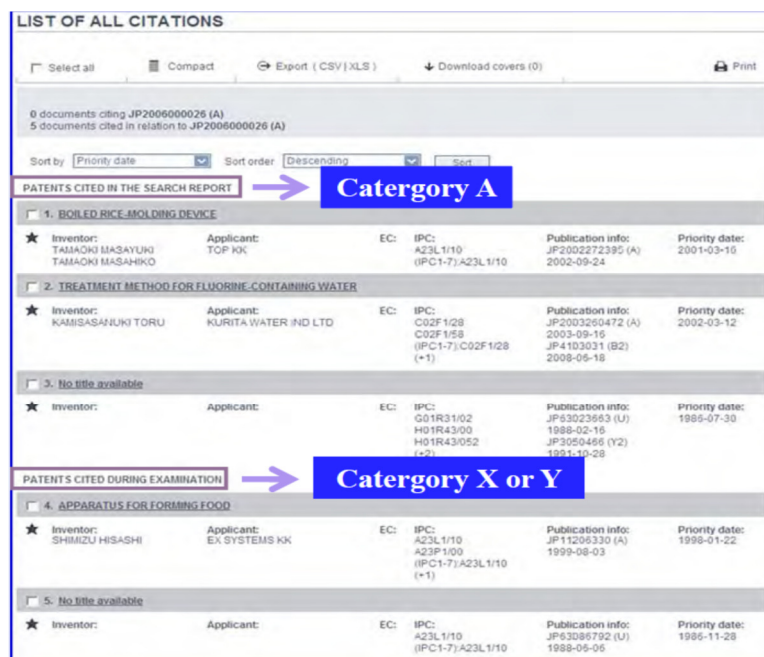 LIST OF ALL CITATIONS
Select all Compact Export ( CSV | XLS ) Download covers (0) Print
0 documents citing JP2006000026 (A)
5 documents cited in relation to JP2006000026 (A)
Sort by Priority date Sort order Descending Sort
PATENTS CITED IN THE SEARCH REPORT Catergory A
1. BOILED RICE-MOLDING DEVICE
Inventor: Applicant: EC: IPC: Publication info: Priority date:
TAMAOKI MASAYUKI TOP KK A23L1/10 JP2002272395 (A) 2001-03-16
TAMAOKI MASAHIKO (IPC1-7):A23L1/10 2002-09-24
2. TREATMENT METHOD FOR FLUORINE-CONTAINING WATER
Inventor: Applicant: EC: IPC: Publication info: Priority date:
KAMISASANUKI TORU KURITA WATER IND LTD C02F1/28 JP2003260472 (A) 2002-03-12
C02F1/58 2003-09-16
(IPC1-7):C02F1/28 JP4103031 (B2)
(+1) 2008-06-18
3. No title available
Inventor: Applicant: EC: IPC: Publication info: Priority date:
G01R31/02 JP63023663 (U) 1986-07-30
H01R43/00 1988-02-16
H01R43/052 JP3050466 (Y2)
(+2) 1991-10-28
PATENTS CITED DURING EXAMINATION Catergory X or Y
4. APPARATUS FOR FORMING FOOD
Inventor: Applicant: EC: IPC: Publication info: Priority date:
SHIMIZU HISASHI EX SYSTEMS KK A23L1/10 JP11206330 (A) 1998-01-22
A23P1/00 1999-08-03
(IPC1-7):A23L1/10
(+1)
5. No title available
Inventor: Applicant: EC: IPC: Publication info: Priority date:
A23L1/10 JP63086792 (U) 1986-11-28
(IPC1-7):A23L1/10 1988-06-06